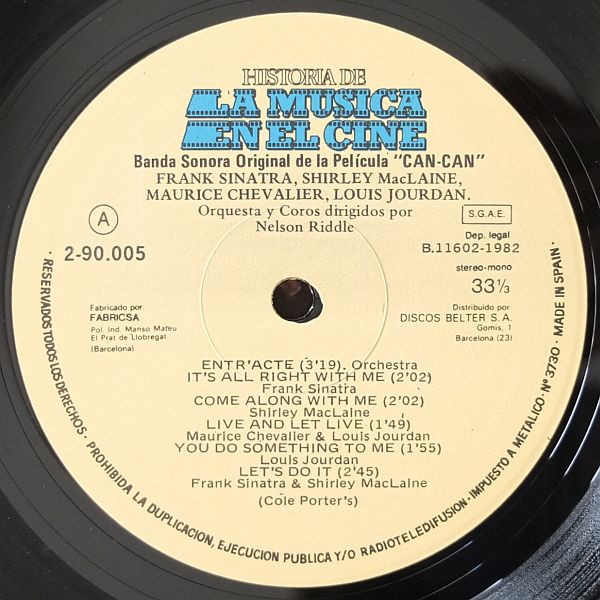 HISTORIA DE
LA MUSICA
EN EL CINE
Banda Sonora Original de la Película "CAN-CAN"
FRANK SINATRA, SHIRLEY MacLAINE,
MAURICE CHEVALIER, LOUIS JOURDAN.
Orquesta y Coros dirigidos por
Nelson Riddle
A
2-90.005
S.G.A.E.
Dep. legal
B.11602-1982
stereo-mono
33⅓
Fabricado por:
FABRICSA
Pol. Ind. Manso Mateu
El Prat de Llobregat
(Barcelona)
Distribuido por
DISCOS BELTER S.A.
Gomis, 1
Barcelona (23)
ENTR'ACTE (3'19). Orchestra
IT'S ALL RIGHT WITH ME (2'02)
Frank Sinatra
COME ALONG WITH ME (2'02)
Shirley MacLaine
LIVE AND LET LIVE (1'49)
Maurice Chevalier & Louis Jourdan
YOU DO SOMETHING TO ME (1'55)
Louis Jourdan
LET'S DO IT (2'45)
Frank Sinatra & Shirley MacLaine
(Cole Porter's)
· RESERVADOS TODOS LOS DERECHOS · PROHIBIDA LA DUPLICACION, EJECUCION PUBLICA Y/O RADIOTELEDIFUSION · IMPUESTO A METALICO · Nº 3730 · MADE IN SPAIN ·